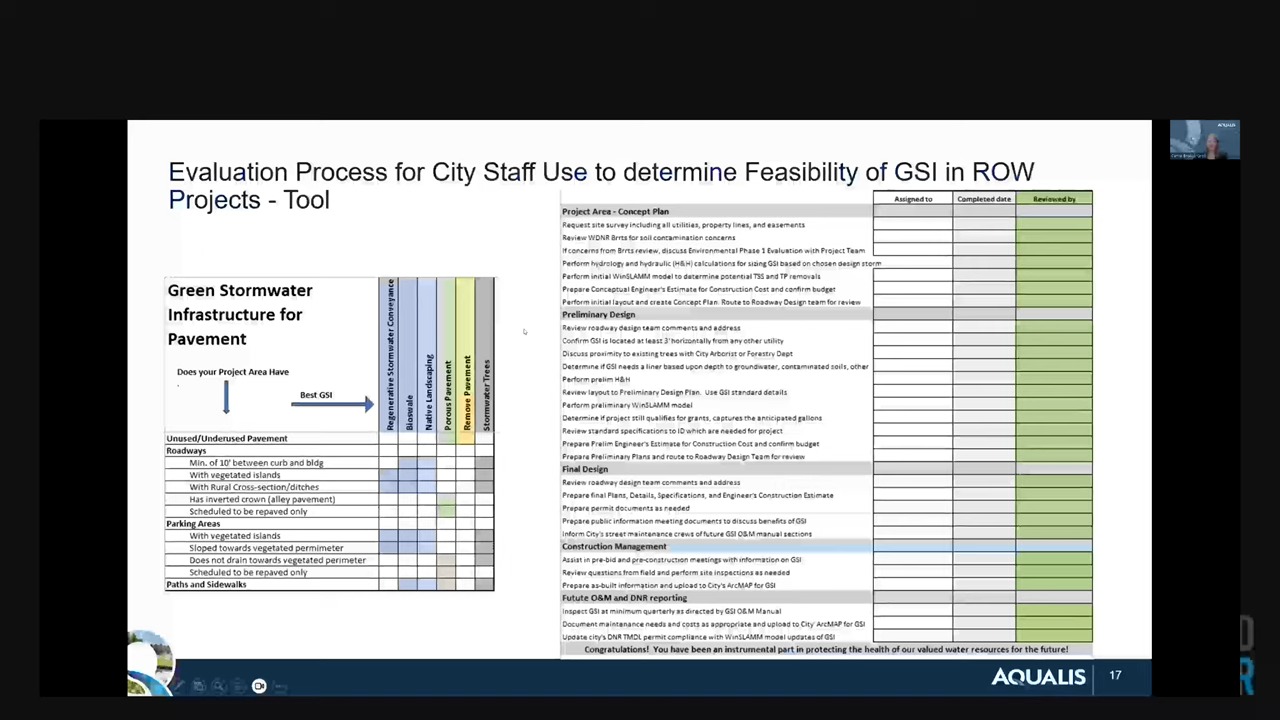 Evaluation Process for City Staff Use to determine Feasibility of GSI in ROW
Projects - Tool
Green Stormwater
Infrastructure for
Pavement
Does your Project Area Have
Best GSI
Regenerative Stormwater Conveyance
Bioswale
Native Landscaping
Porous Pavement
Remove Pavement
Stormwater Trees
Unused/Underused Pavement
Roadways
Min. of 10' between curb and bldg
With vegetated islands
With Rural Cross-section/ditches
Has inverted crown (alley pavement)
Scheduled to be repaved only
Parking Areas
With vegetated islands
Sloped towards vegetated permimeter
Does not drain towards vegetated perimeter
Scheduled to be repaved only
Paths and Sidewalks
Assigned to Completed date Reviewed by
Project Area - Concept Plan
Request site survey including all utilities, property lines, and easements
Review WDNR Brrts for soil contamination concerns
If concerns from Brrts review, discuss Environmental Phase 1 Evaluation with Project Team
Perform hydrology and hydraulic (H&H) calculations for sizing GSI based on chosen design storm
Perform initial WinSLAMM model to determine potential TSS and TP removals
Prepare Conceptual Engineer's Estimate for Construction Cost and confirm budget
Perform initial layout and create Concept Plan. Route to Roadway Design team for review
Preliminary Design
Review roadway design team comments and address
Confirm GSI is located at least 3' horizontally from any other utility
Discuss proximity to existing trees with City Arborist or Forestry Dept
Determine if GSI needs a liner based upon depth to groundwater, contaminated soils, other
Perform prelim H&H
Review layout to Preliminary Design Plan. Use GSI standard details
Perform preliminary WinSLAMM model
Determine if project still qualifies for grants, captures the anticipated gallons
Review standard specifications to ID which are needed for project
Prepare Prelim Engineer's Estimate for Construction Cost and confirm budget
Prepare Preliminary Plans and route to Roadway Design Team for review
Final Design
Review roadway design team comments and address
Prepare final Plans, Details, Specifications, and Engineer's Construction Estimate
Prepare permit documents as needed
Prepare public information meeting documents to discuss benefits of GSI
Inform City's street maintenance crews of future GSI O&M manual sections
Construction Management
Assist in pre-bid and pre-construction meetings with information on GSI
Review questions from field and perform site inspections as needed
Prepare as-built information and upload to City's ArcMAP for GSI
Futute O&M and DNR reporting
Inspect GSI at minimum quarterly as directed by GSI O&M Manual
Document maintenance needs and costs as appropriate and upload to City' ArcMAP for GSI
Update city's DNR TMDL permit compliance with WinSLAMM model updates of GSI
Congratulations! You have been an instrumental part in protecting the health of our valued water resources for the future!
AQUALIS
17
AQUALIS